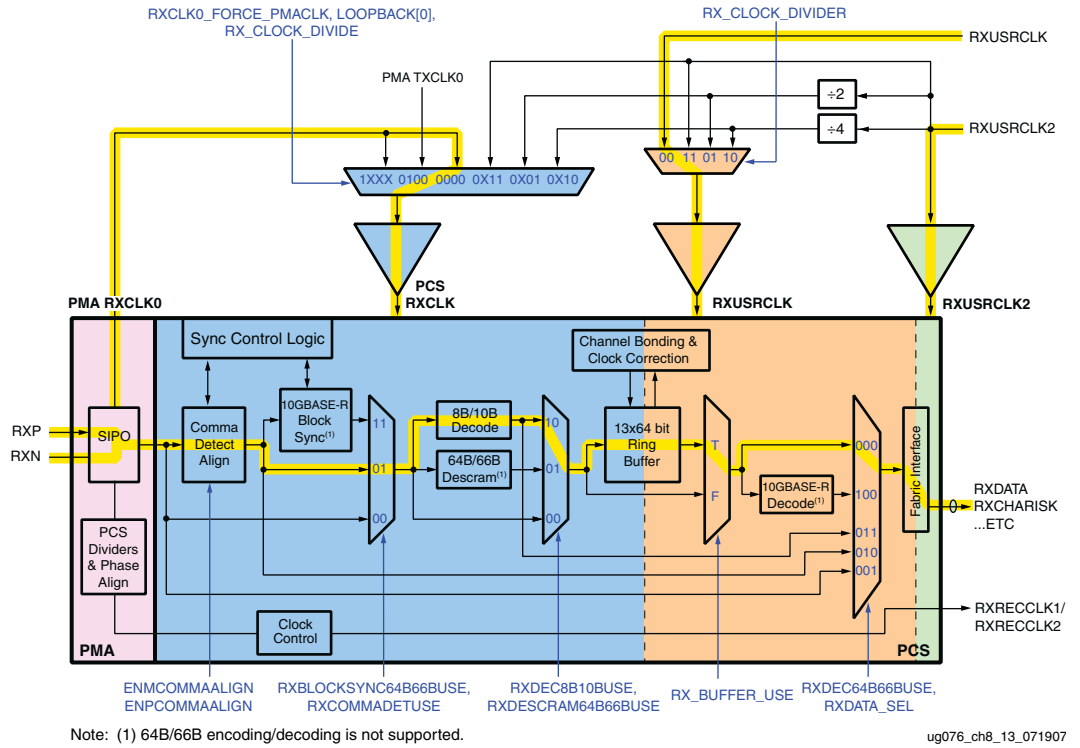 RXCLK0_FORCE_PMACLK, LOOPBACK[0],
RX_CLOCK_DIVIDE
RX_CLOCK_DIVIDER
RXUSRCLK
PMA TXCLK0
÷2
÷4
RXUSRCLK2
00 11 01 10
1XXX 0100 0000 0X11 0X01 0X10
PCS
RXCLK
RXUSRCLK
RXUSRCLK2
PMA RXCLK0
Sync Control Logic
Channel Bonding &
Clock Correction
RXP
RXN
SIPO
Comma
Detect
Align
10GBASE-R
Block
Sync(1)
11
01
00
8B/10B
Decode
64B/66B
Descram(1)
10
01
00
13x64 bit
Ring
Buffer
T
F
10GBASE-R
Decode(1)
000
100
011
010
001
Fabric Interface
RXDATA
RXCHARISK
...ETC
PCS
Dividers
& Phase
Align
Clock
Control
RXRECCLK1/
RXRECCLK2
PMA
PCS
ENMCOMMAALIGN
ENPCOMMAALIGN
RXBLOCKSYNC64B66BUSE,
RXCOMMADETUSE
RXDEC8B10BUSE,
RXDESCRAM64B66BUSE
RX_BUFFER_USE
RXDEC64B66BUSE,
RXDATA_SEL
Note: (1) 64B/66B encoding/decoding is not supported.
ug076_ch8_13_071907